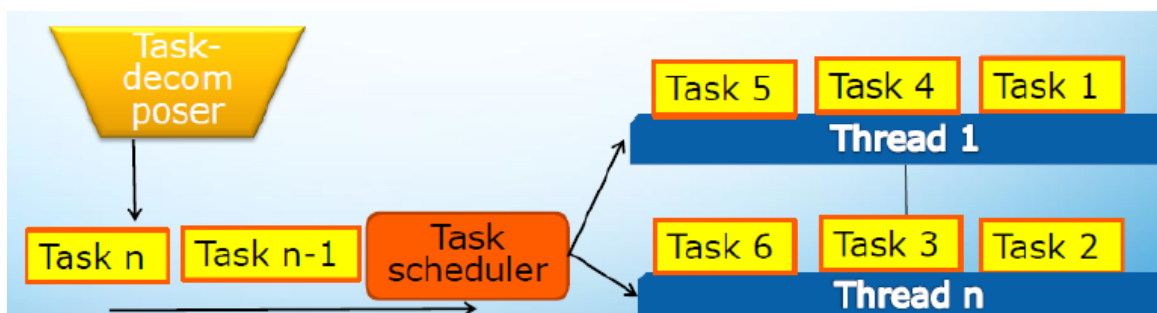 Task-
decom
poser
Task n
Task n-1
Task
scheduler
Task 5
Task 4
Task 1
Thread 1
Task 6
Task 3
Task 2
Thread n